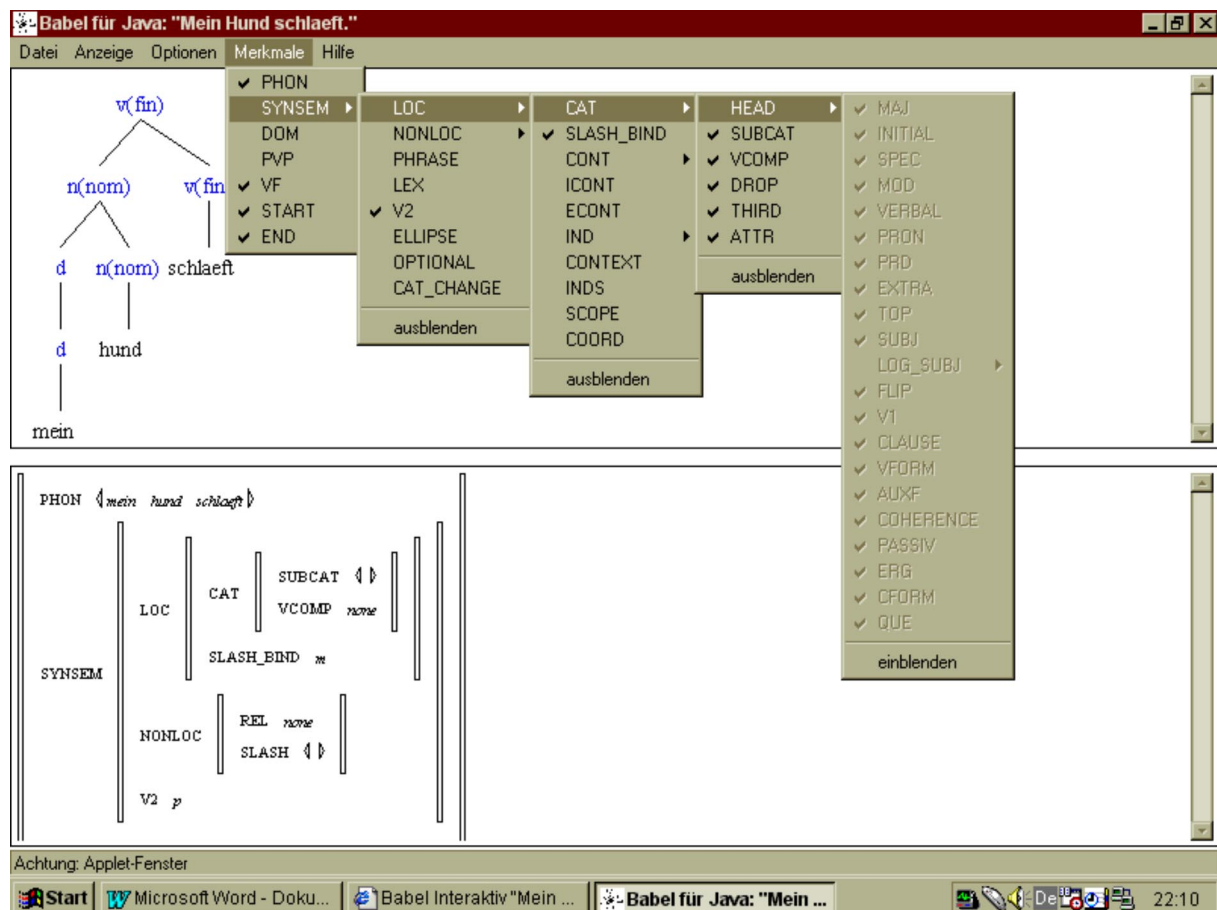 Babel für Java: "Mein Hund schlaeft."
Datei Anzeige Optionen Merkmale Hilfe
PHON
SYNSEM
DOM
PVP
VF
START
END
LOC
NONLOC
PHRASE
LEX
V2
ELLIPSE
OPTIONAL
CAT_CHANGE
ausblenden
CAT
SLASH_BIND
CONT
ICONT
ECONT
IND
CONTEXT
INDS
SCOPE
COORD
ausblenden
HEAD
SUBCAT
VCOMP
DROP
THIRD
ATTR
ausblenden
MAJ
INITIAL
SPEC
MOD
VERBAL
PRON
PRD
EXTRA
TOP
SUBJ
LOG_SUBJ
FLIP
V1
CLAUSE
VFORM
AUXF
COHERENCE
PASSIV
ERG
CFORM
QUE
einblenden
v(fin)
n(nom) v(fin
d n(nom) schlaeft
d hund
mein
PHON mein hund schlaeft
SUBCAT
CAT
VCOMP none
LOC
SLASH_BIND m
SYNSEM
REL none
NONLOC
SLASH
V2 p
Achtung: Applet-Fenster
Start Microsoft Word - Doku... Babel Interaktiv "Mein ... Babel für Java: "Mein ... De 22:10